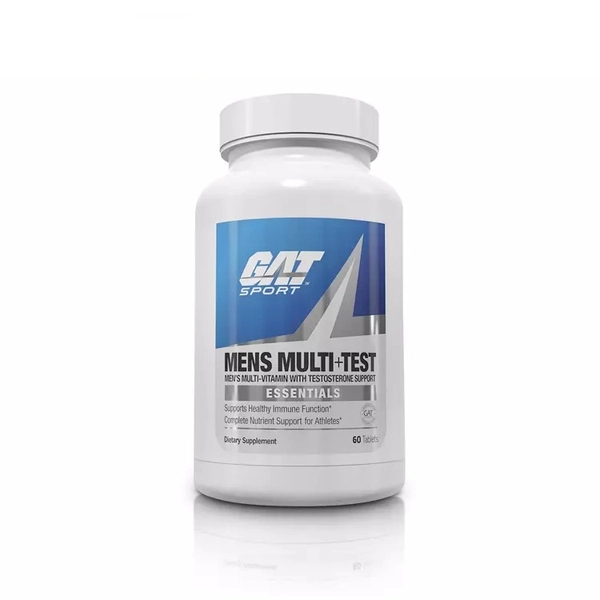 GAT™
SPORT
MENS MULTI+TEST
MEN'S MULTI-VITAMIN WITH TESTOSTERONE SUPPORT
ESSENTIALS
Supports Healthy Immune Function*
GAT
Complete Nutrient Support for Athletes*
Dietary Supplement 60 Tablets